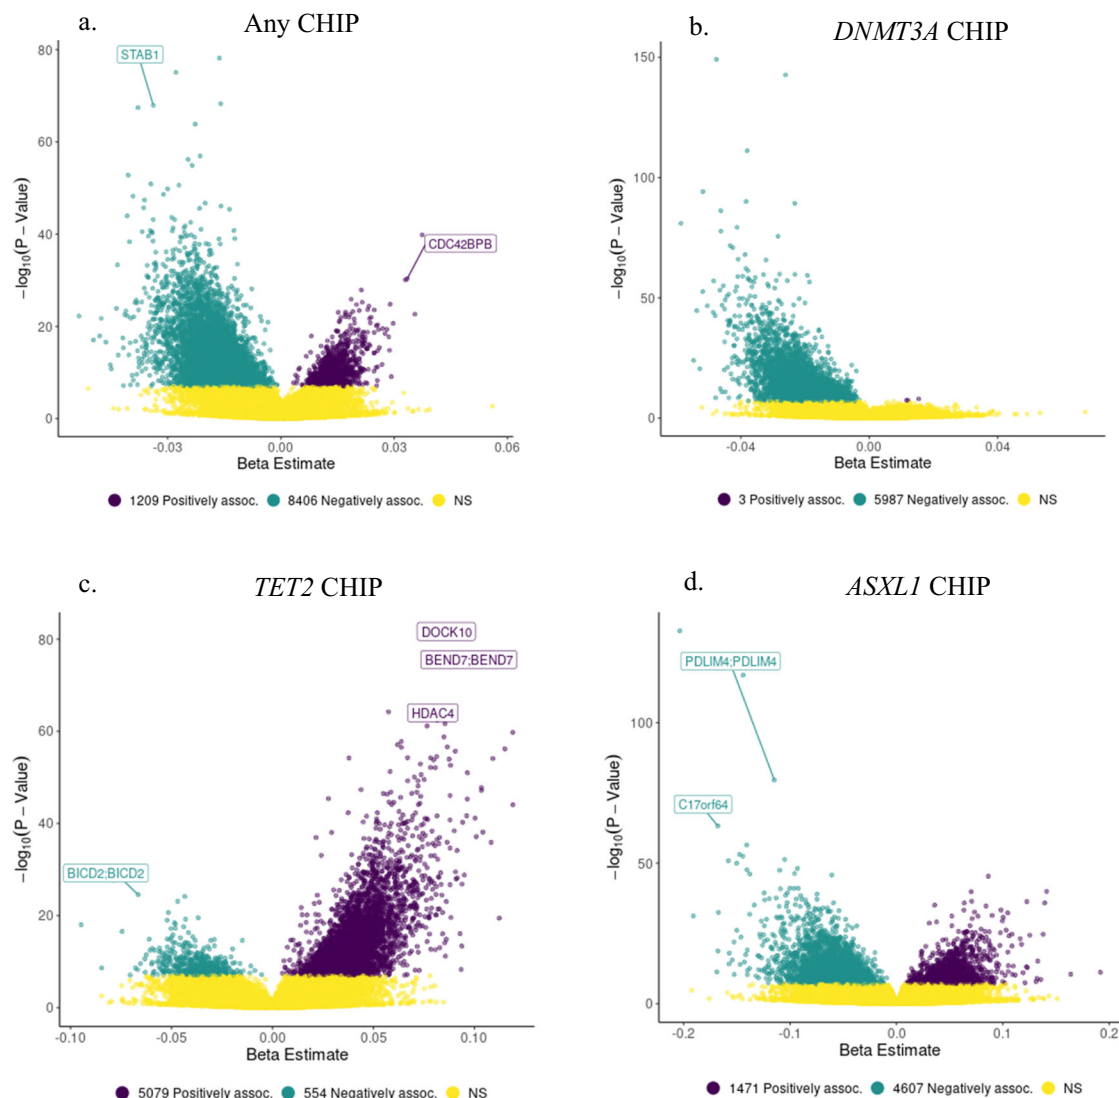 a. Any CHIP
80
60
40
20
0
-0.03 0.00 0.03 0.06
−log10(P − Value)
Beta Estimate
STAB1
CDC42BPB
1209 Positively assoc. 8406 Negatively assoc. NS
b. DNMT3A CHIP
150
100
50
0
-0.04 0.00 0.04
−log10(P − Value)
Beta Estimate
3 Positively assoc. 5987 Negatively assoc. NS
c. TET2 CHIP
80
60
40
20
0
-0.10 -0.05 0.00 0.05
−log10(P − Value)
Beta Estimate
DOCK10
BEND7;BEND7
HDAC4
BICD2;BICD2
5079 Positively assoc. 554 Negatively assoc. NS
d. ASXL1 CHIP
100
50
0
-0.2 -0.1 0.0 0.1 0.2
−log10(P − Value)
Beta Estimate
PDLIM4;PDLIM4
C17orf64
1471 Positively assoc. 4607 Negatively assoc. NS